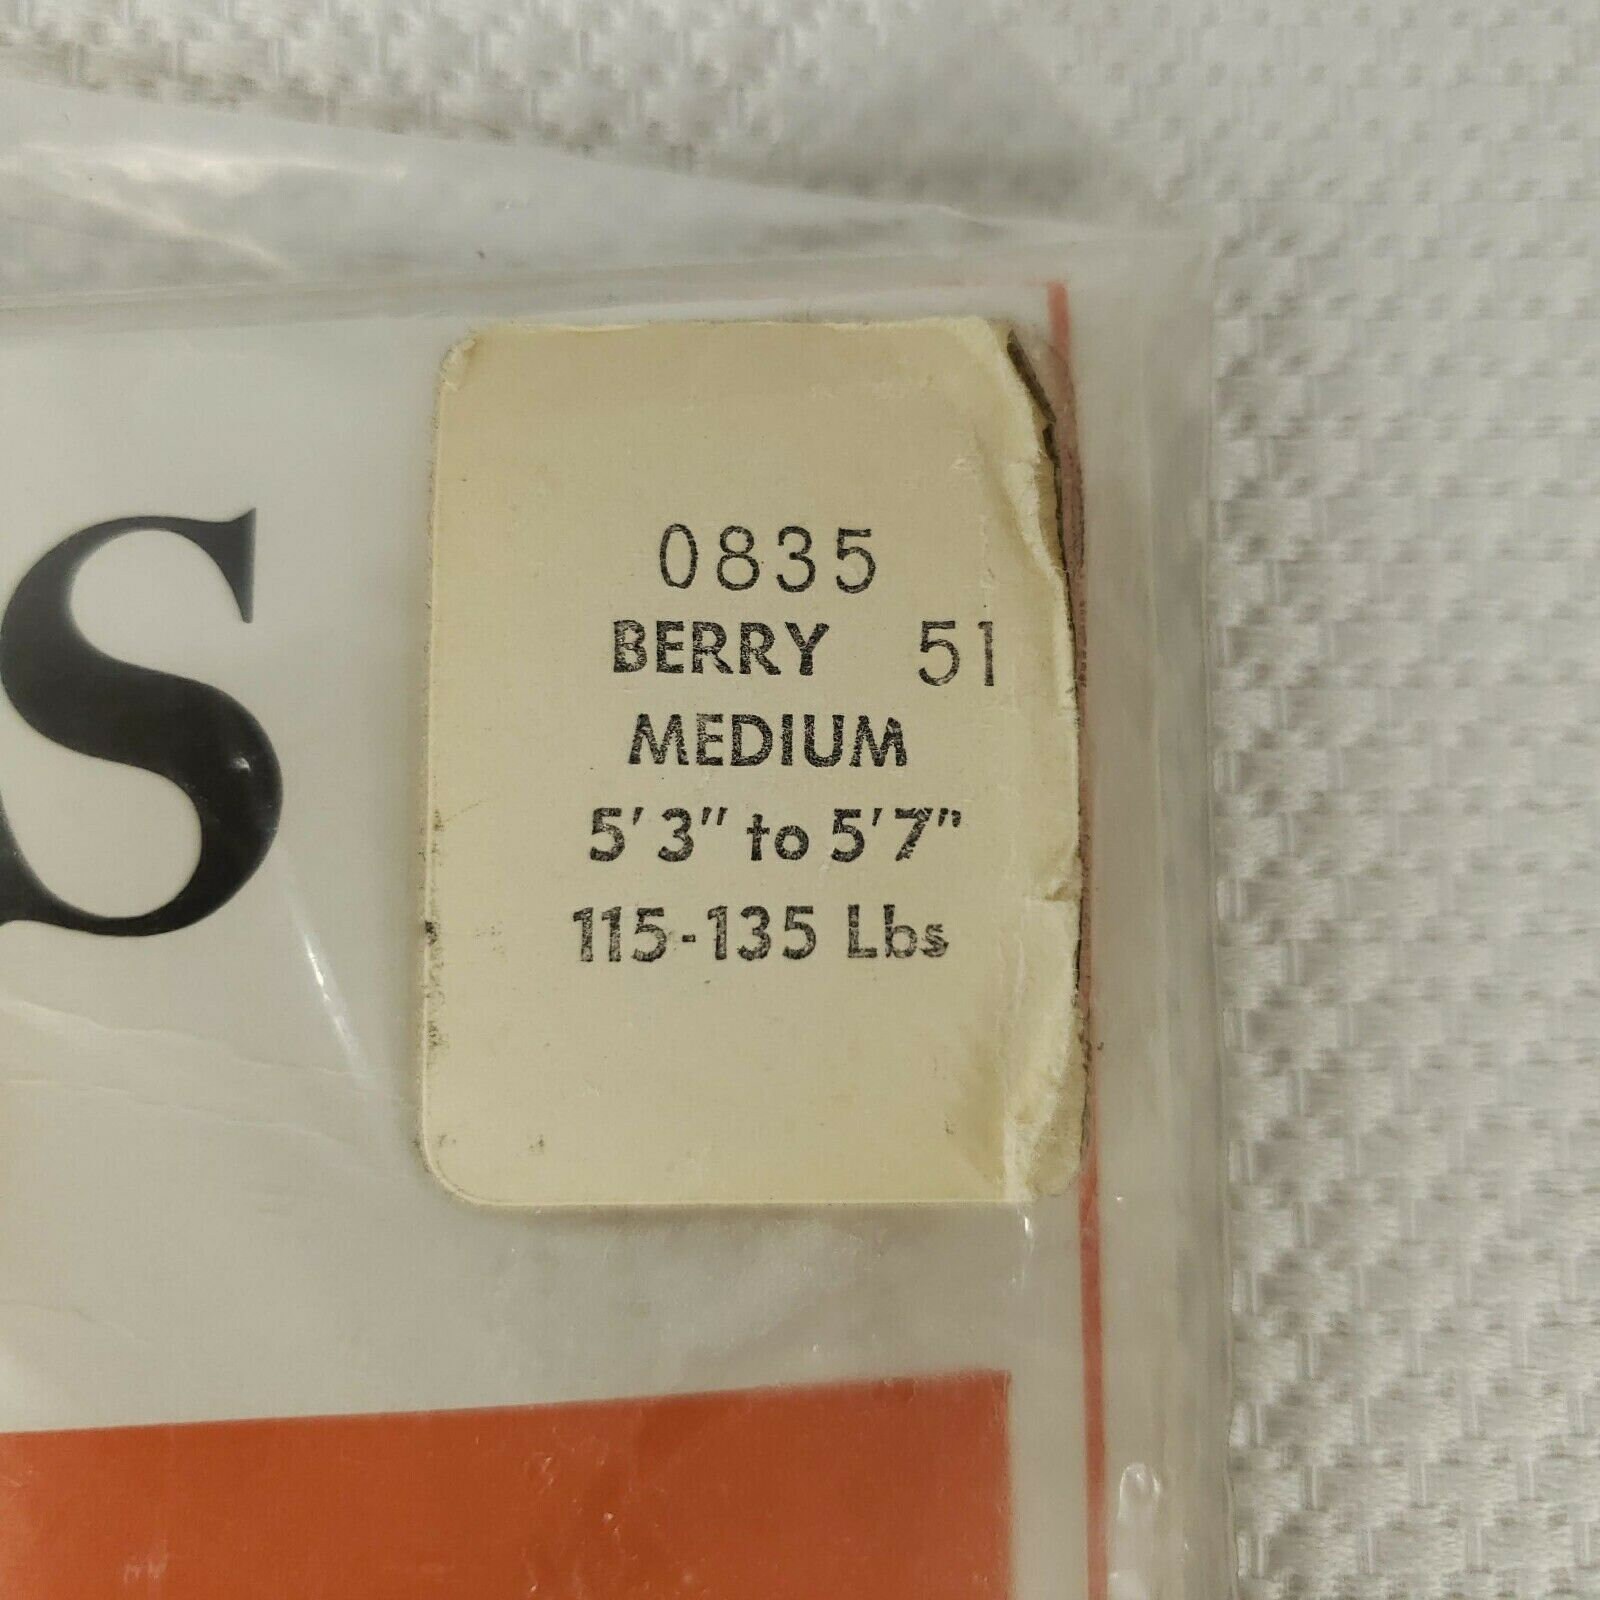 S
0835
BERRY 51
MEDIUM
5'3" to 5'7"
115-135 Lbs